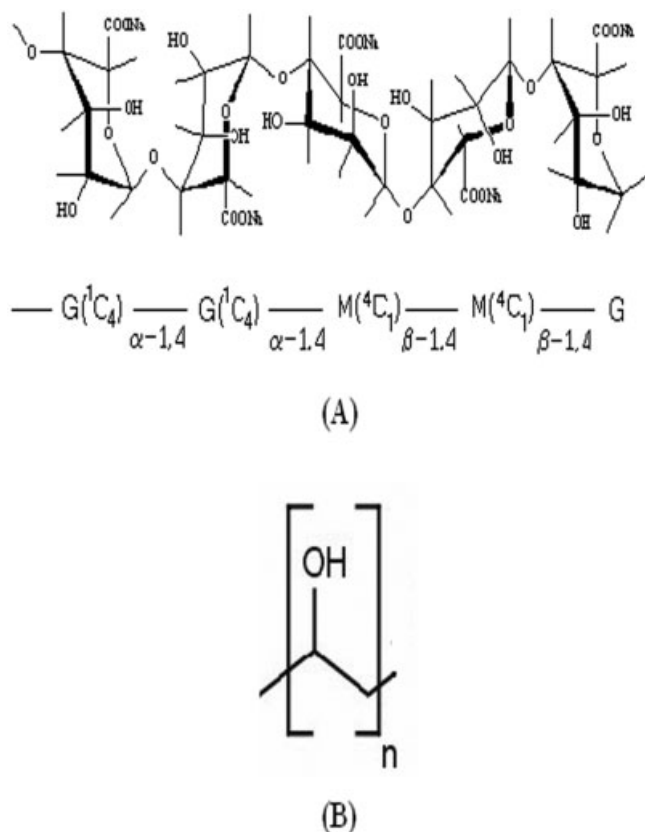 COONa COONa
HO COONa
O
O OH O
HO OH O HO O O OH
O OH O
O OH
COONa
HO COONa O OH
G(¹C₄) G(¹C₄) M(⁴C₁) M(⁴C₁) G
α-1,4 α-1,4 β-1,4 β-1,4
(A)
OH
n
(B)